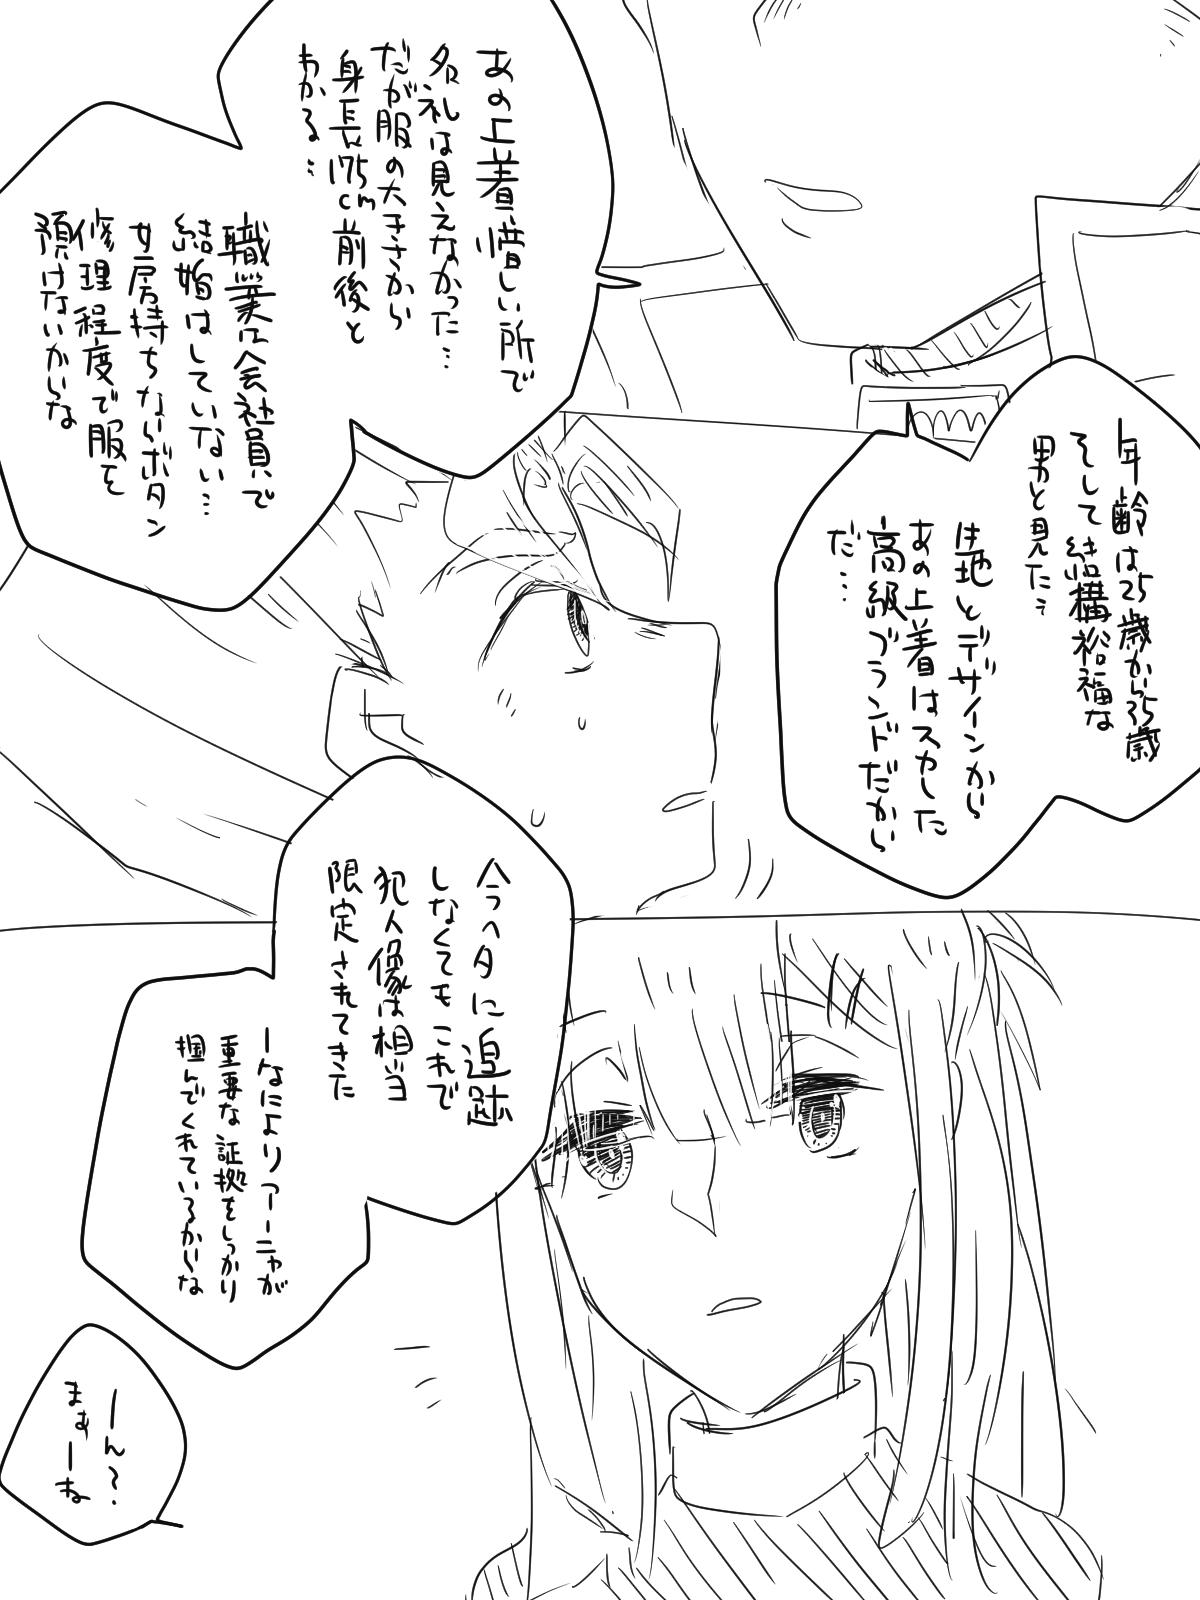 あの上着惜しい所で
名札は見えなかった…
だが服の大きさから
身長175cm前後と
わかる…
職業は会社員で
結婚はしていない…
女房持ちならボタン
修理程度で服を
預けないからな
年齢は25歳から35歳
そして結構裕福な
男と見た…
生地とデザインから
あの上着はスカした
高級ブランドだから
だ…
今ヘタに追跡
しなくてもこれで
犯人像は相当
限定されてきた
ーなによりアーニャが
重要な証拠をしっかり
掴んでくれているからな
ーん?
まぁーね